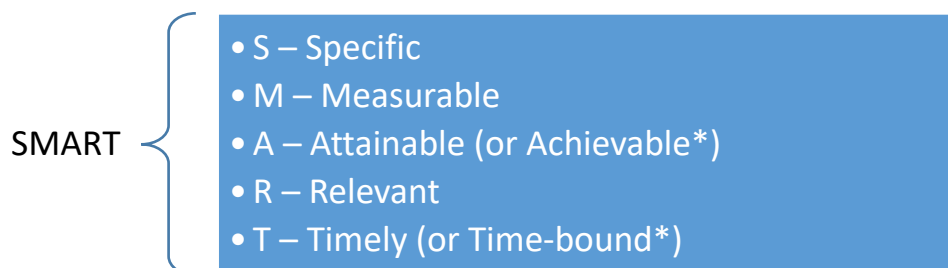 SMART
• S – Specific
• M – Measurable
• A – Attainable (or Achievable*)
• R – Relevant
• T – Timely (or Time-bound*)